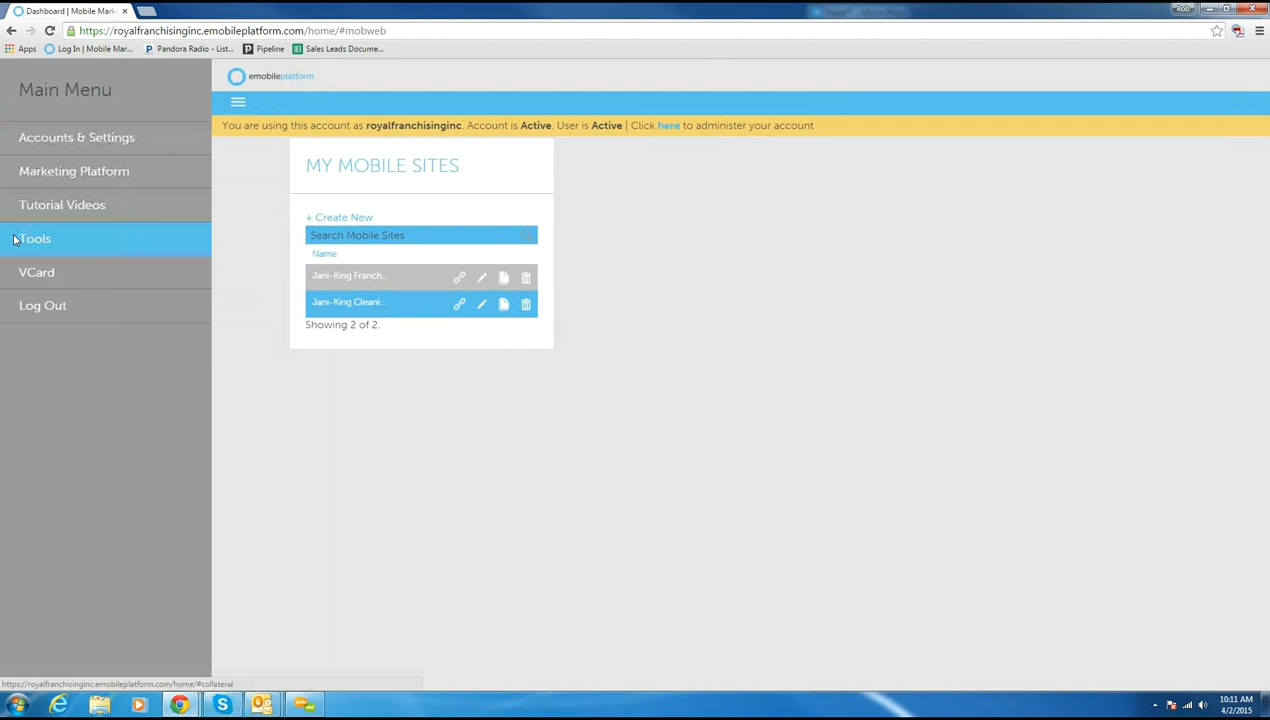 Dashboard | Mobile Mark
Rob
https://royalfranchisinginc.emobileplatform.com/home/#mobweb
Apps
Log In | Mobile Mar...
Pandora Radio - List...
Pipeline
Sales Leads Docume...
Main Menu
Accounts & Settings
Marketing Platform
Tutorial Videos
Tools
VCard
Log Out
emobileplatform
You are using this account as royalfranchisinginc. Account is Active. User is Active | Click here to administer your account
MY MOBILE SITES
+ Create New
Search Mobile Sites
Name
Jani-King Franch...
Jani-King Cleani...
Showing 2 of 2.
https://royalfranchisinginc.emobileplatform.com/home/#collateral
10:11 AM
4/2/2015